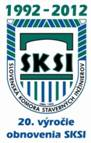 1992-2012
SKSI
SLOVENSKÁ KOMORA STAVEBNÝCH INŽINIEROV
20. výročie
obnovenia SKSI